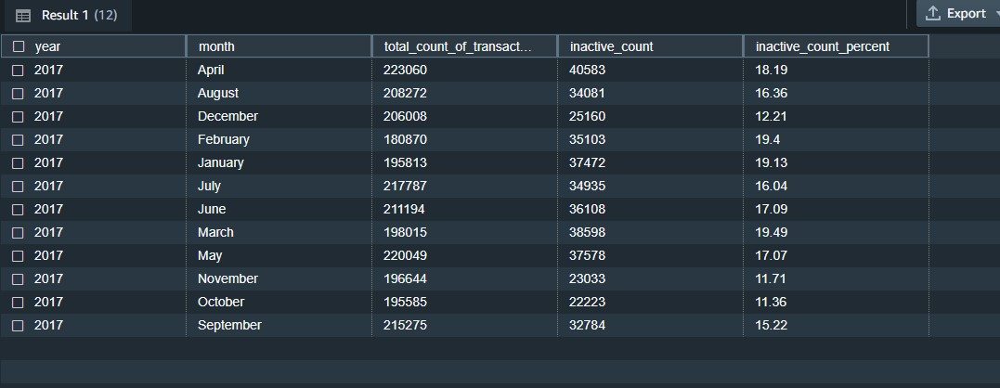 Result 1 (12) Export
year month total_count_of_transact... inactive_count inactive_count_percent
2017 April 223060 40583 18.19
2017 August 208272 34081 16.36
2017 December 206008 25160 12.21
2017 February 180870 35103 19.4
2017 January 195813 37472 19.13
2017 July 217787 34935 16.04
2017 June 211194 36108 17.09
2017 March 198015 38598 19.49
2017 May 220049 37578 17.07
2017 November 196644 23033 11.71
2017 October 195585 22223 11.36
2017 September 215275 32784 15.22